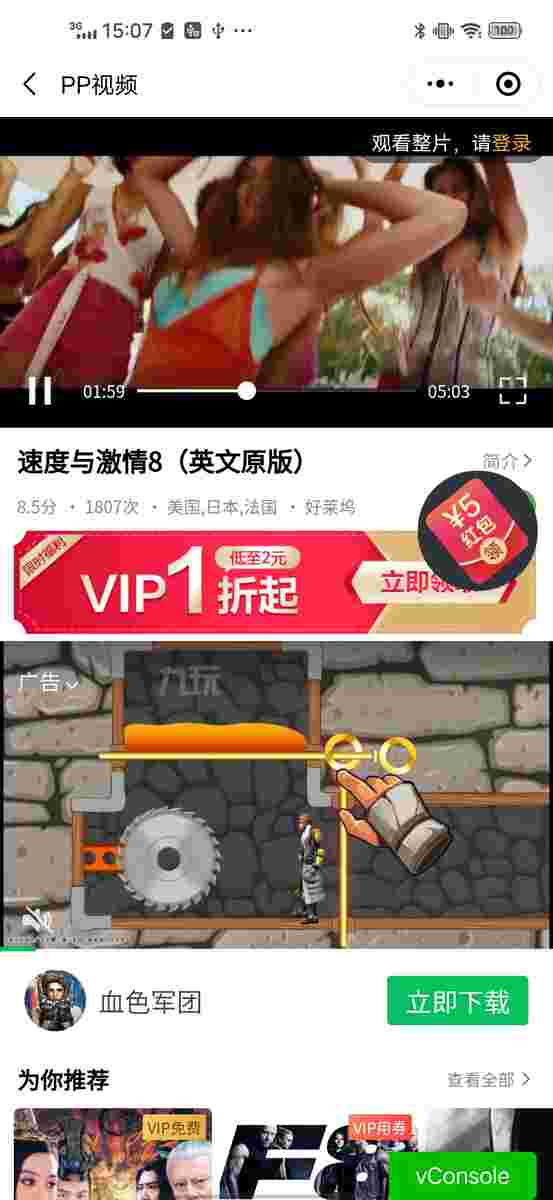 3G 15:07 ··· 100
PP视频
观看整片，请登录
01:59
05:03
速度与激情8（英文原版）
简介
8.5分 · 1807次 · 美国,日本,法国 · 好莱坞
¥5
红包
领
限时福利
VIP1折起
低至2元
立即领
广告
九玩
血色军团
立即下载
为你推荐
查看全部
VIP免费
VIP用券
F8
vConsole